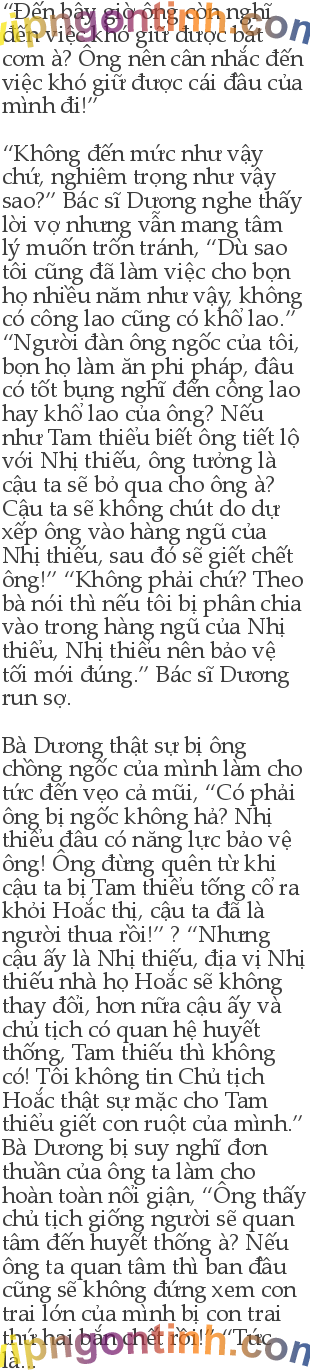 “Đến bây giờ ông còn nghĩ
đến việc khó giữ được bát
cơm à? Ông nên cân nhắc đến
việc khó giữ được cái đầu của
mình đi!”
“Không đến mức như vậy
chứ, nghiêm trọng như vậy
sao?” Bác sĩ Dương nghe thấy
lời vợ nhưng vẫn mang tâm
lý muốn trốn tránh, “Dù sao
tôi cũng đã làm việc cho bọn
họ nhiều năm như vậy, không
có công lao cũng có khổ lao.”
“Người đàn ông ngốc của tôi,
bọn họ làm ăn phi pháp, đâu
có tốt bụng nghĩ đến công lao
hay khổ lao của ông? Nếu
như Tam thiếu biết ông tiết lộ
với Nhị thiếu, ông tưởng là
cậu ta sẽ bỏ qua cho ông à?
Cậu ta sẽ không chút do dự
xếp ông vào hàng ngũ của
Nhị thiếu, sau đó sẽ giết chết
ông!” “Không phải chứ? Theo
bà nói thì nếu tôi bị phân chia
vào trong hàng ngũ của Nhị
thiếu, Nhị thiếu nên bảo vệ
tối mới đúng.” Bác sĩ Dương
run sợ.
Bà Dương thật sự bị ông
chồng ngốc của mình làm cho
tức đến vẹo cả mũi, “Có phải
ông bị ngốc không hả? Nhị
thiếu đâu có năng lực bảo vệ
ông! Ông đừng quên từ khi
cậu ta bị Tam thiếu tống cổ ra
khỏi Hoắc thị, cậu ta đã là
người thua rồi!” ? “Nhưng
cậu ấy là Nhị thiếu, địa vị Nhị
thiếu nhà họ Hoắc sẽ không
thay đổi, hơn nữa cậu ấy và
chủ tịch có quan hệ huyết
thống, Tam thiếu thì không
có! Tôi không tin Chủ tịch
Hoắc thật sự mặc cho Tam
thiếu giết con ruột của mình.”
Bà Dương bị suy nghĩ đơn
thuần của ông ta làm cho
hoàn toàn nổi giận, “Ông thấy
chủ tịch giống người sẽ quan
tâm đến huyết thống à? Nếu
ông ta quan tâm thì ban đầu
cũng sẽ không đứng xem con
trai lớn của mình bị con trai
thứ hai bắn chết rồi!” “Tức
là...
vipngontinh.com
vipngontinh.com